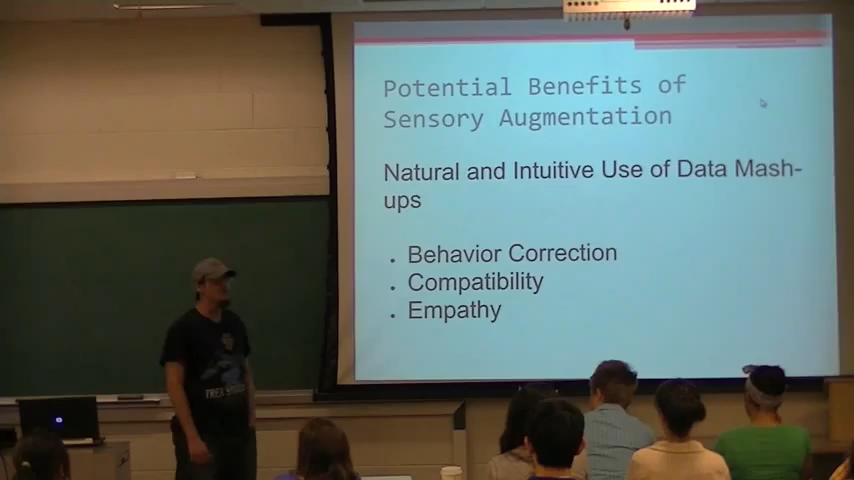 Potential Benefits of
Sensory Augmentation
Natural and Intuitive Use of Data Mash-
ups
. Behavior Correction
. Compatibility
. Empathy